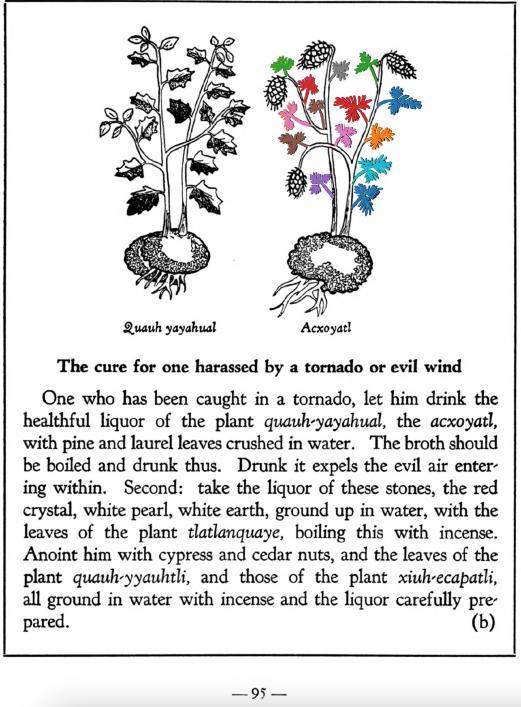 Quauh yayahual
Acxoyatl
The cure for one harassed by a tornado or evil wind
One who has been caught in a tornado, let him drink the
healthful liquor of the plant quauh-yayahual, the acxoyatl,
with pine and laurel leaves crushed in water. The broth should
be boiled and drunk thus. Drunk it expels the evil air enter-
ing within. Second: take the liquor of these stones, the red
crystal, white pearl, white earth, ground up in water, with the
leaves of the plant tlatlanquaye, boiling this with incense.
Anoint him with cypress and cedar nuts, and the leaves of the
plant quauh-yyauhtli, and those of the plant xiuh-ecapatli,
all ground in water with incense and the liquor carefully pre-
pared. (b)
— 95 —